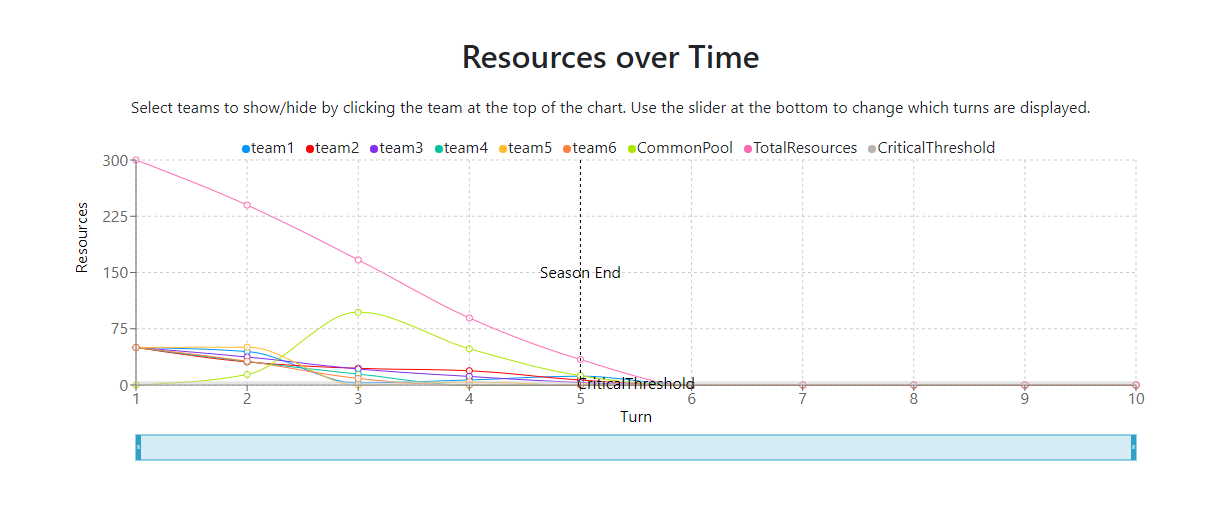 Resources over Time
Select teams to show/hide by clicking the team at the top of the chart. Use the slider at the bottom to change which turns are displayed.
team1 team2 team3 team4 team5 team6 CommonPool TotalResources CriticalThreshold
300
225
150
75
0
Resources
Season End
CriticalThreshold
1 2 3 4 5 6 7 8 9 10
Turn